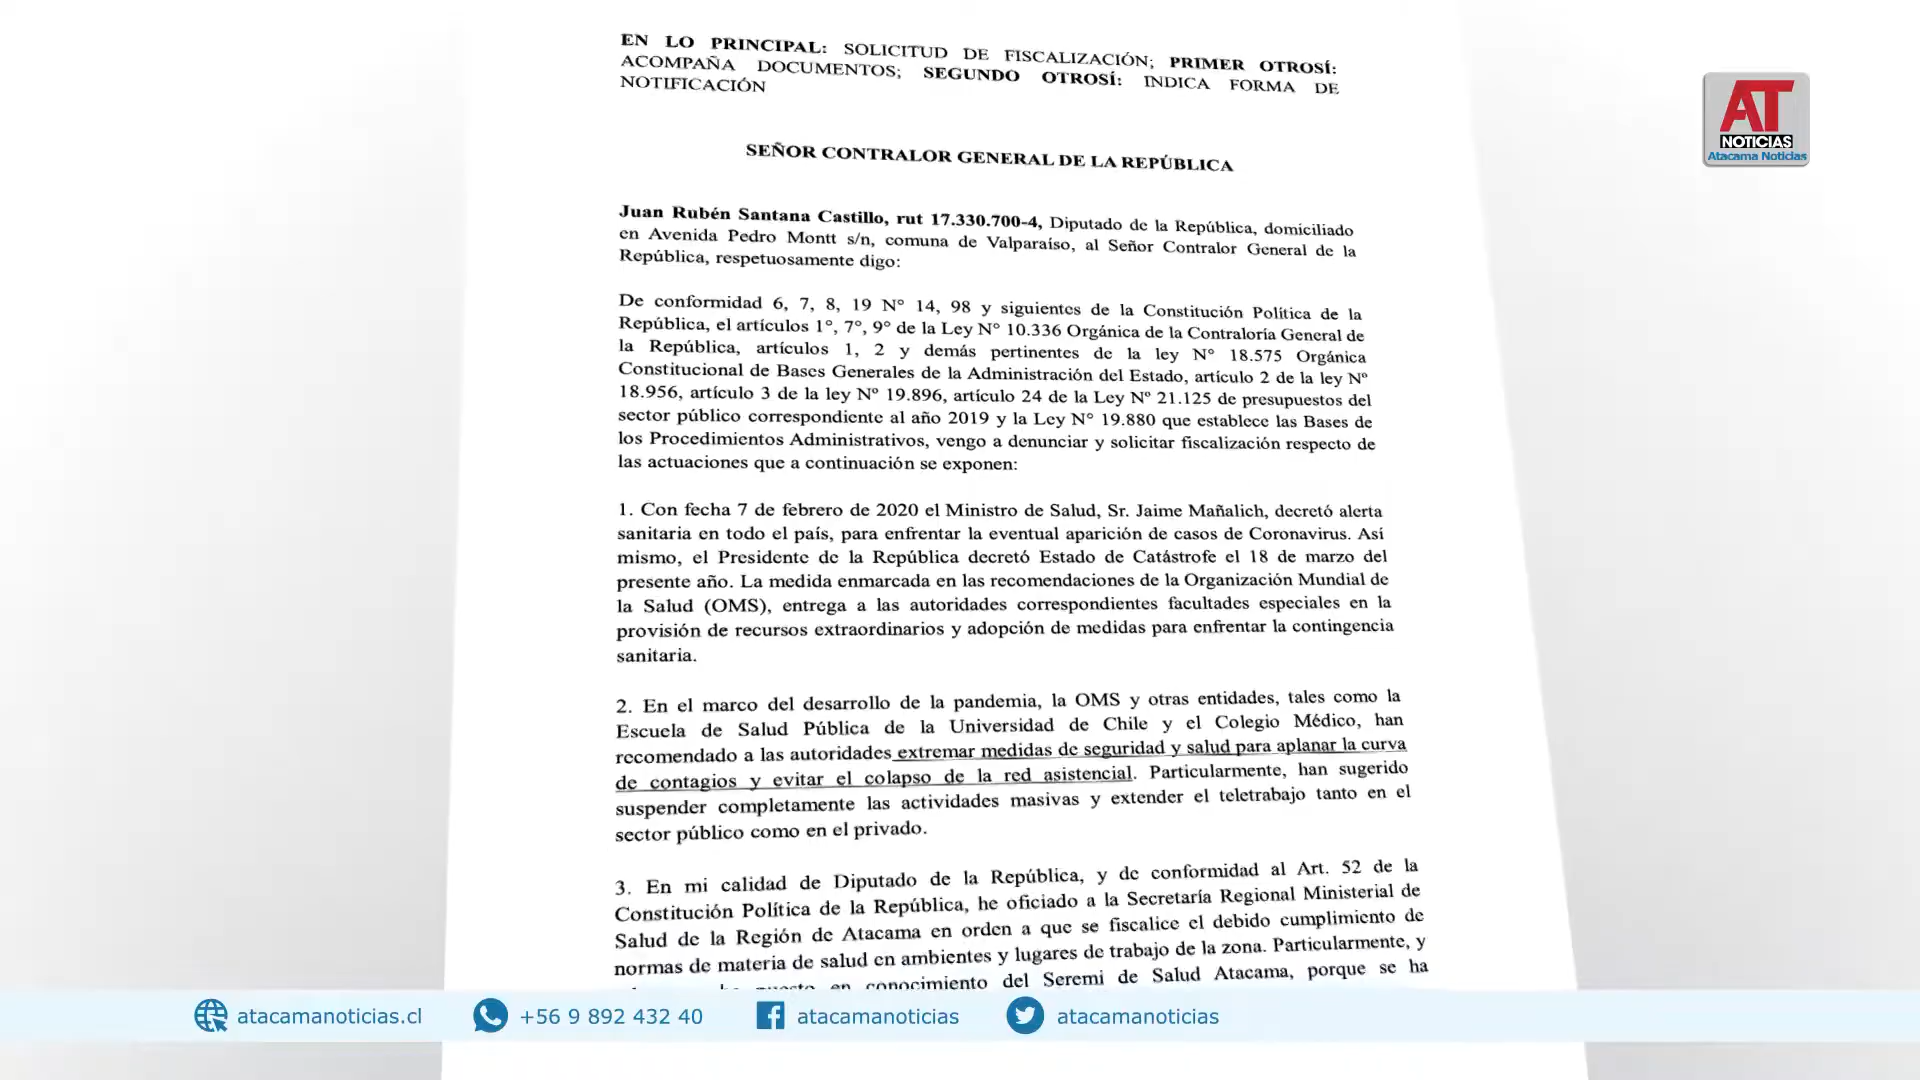 EN LO PRINCIPAL: SOLICITUD DE FISCALIZACIÓN; PRIMER OTROSÍ:
ACOMPAÑA DOCUMENTOS; SEGUNDO OTROSÍ: INDICA FORMA DE
NOTIFICACIÓN
SEÑOR CONTRALOR GENERAL DE LA REPÚBLICA
Juan Rubén Santana Castillo, rut 17.330.700-4, Diputado de la República, domiciliado
en Avenida Pedro Montt s/n, comuna de Valparaíso, al Señor Contralor General de la
República, respetuosamente digo:
De conformidad 6, 7, 8, 19 N° 14, 98 y siguientes de la Constitución Política de la
República, el artículos 1°, 7°, 9° de la Ley N° 10.336 Orgánica de la Contraloría General de
la República, artículos 1, 2 y demás pertinentes de la ley N° 18.575 Orgánica
Constitucional de Bases Generales de la Administración del Estado, artículo 2 de la ley N°
18.956, artículo 3 de la ley N° 19.896, artículo 24 de la Ley N° 21.125 de presupuestos del
sector público correspondiente al año 2019 y la Ley N° 19.880 que establece las Bases de
los Procedimientos Administrativos, vengo a denunciar y solicitar fiscalización respecto de
las actuaciones que a continuación se exponen:
1. Con fecha 7 de febrero de 2020 el Ministro de Salud, Sr. Jaime Mañalich, decretó alerta
sanitaria en todo el país, para enfrentar la eventual aparición de casos de Coronavirus. Así
mismo, el Presidente de la República decretó Estado de Catástrofe el 18 de marzo del
presente año. La medida enmarcada en las recomendaciones de la Organización Mundial de
la Salud (OMS), entrega a las autoridades correspondientes facultades especiales en la
provisión de recursos extraordinarios y adopción de medidas para enfrentar la contingencia
sanitaria.
2. En el marco del desarrollo de la pandemia, la OMS y otras entidades, tales como la
Escuela de Salud Pública de la Universidad de Chile y el Colegio Médico, han
recomendado a las autoridades extremar medidas de seguridad y salud para aplanar la curva
de contagios y evitar el colapso de la red asistencial. Particularmente, han sugerido
suspender completamente las actividades masivas y extender el teletrabajo tanto en el
sector público como en el privado.
3. En mi calidad de Diputado de la República, y de conformidad al Art. 52 de la
Constitución Política de la República, he oficiado a la Secretaría Regional Ministerial de
Salud de la Región de Atacama en orden a que se fiscalice el debido cumplimiento de
normas de materia de salud en ambientes y lugares de trabajo de la zona. Particularmente, y
en conocimiento del Seremi de Salud Atacama, porque se ha
AT
NOTICIAS
Atacama Noticias
atacamanoticias.cl
+56 9 892 432 40
atacamanoticias
atacamanoticias